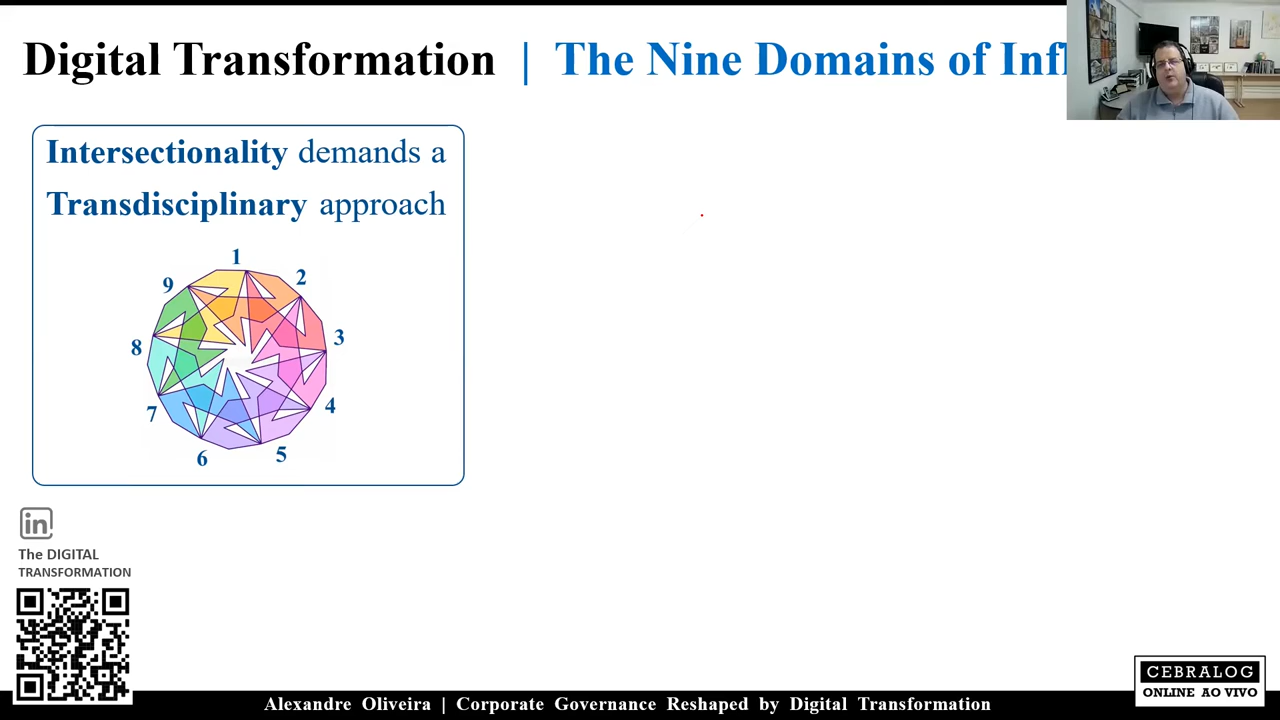 Digital Transformation | The Nine Domains of
Intersectionality demands a
Transdisciplinary approach
1
2
3
4
5
6
7
8
9
in
The DIGITAL
TRANSFORMATION
CEBRALOG
ONLINE AO VIVO
Alexandre Oliveira | Corporate Governance Reshaped by Digital Transformation